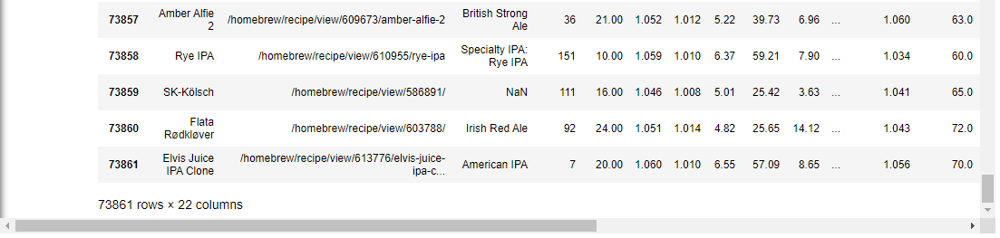 73857 Amber Alfie 2 /homebrew/recipe/view/609673/amber-alfie-2 British Strong Ale 36 21.00 1.052 1.012 5.22 39.73 6.96 ... 1.060 63.0
73858 Rye IPA /homebrew/recipe/view/610955/rye-ipa Specialty IPA: Rye IPA 151 10.00 1.059 1.010 6.37 59.21 7.90 ... 1.034 60.0
73859 SK-Kölsch /homebrew/recipe/view/586891/ NaN 111 16.00 1.046 1.008 5.01 25.42 3.63 ... 1.041 65.0
73860 Flata Rødkløver /homebrew/recipe/view/603788/ Irish Red Ale 92 24.00 1.051 1.014 4.82 25.65 14.12 ... 1.043 72.0
73861 Elvis Juice IPA Clone /homebrew/recipe/view/613776/elvis-juice-ipa-c... American IPA 7 20.00 1.060 1.010 6.55 57.09 8.65 ... 1.056 70.0
73861 rows × 22 columns